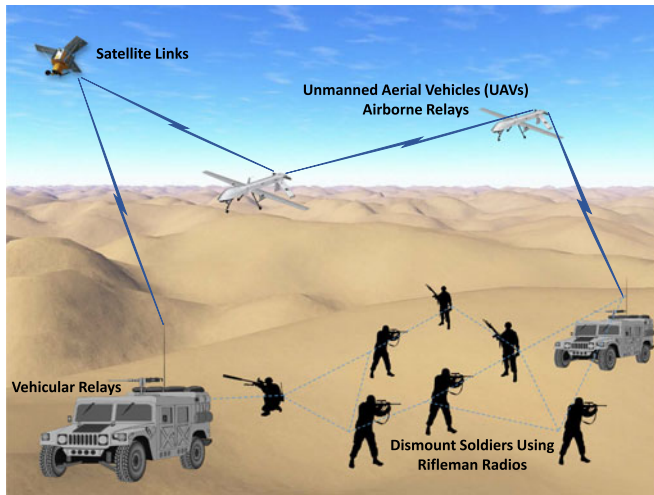 Satellite Links
Unmanned Aerial Vehicles (UAVs)
Airborne Relays
Vehicular Relays
Dismount Soldiers Using
Rifleman Radios